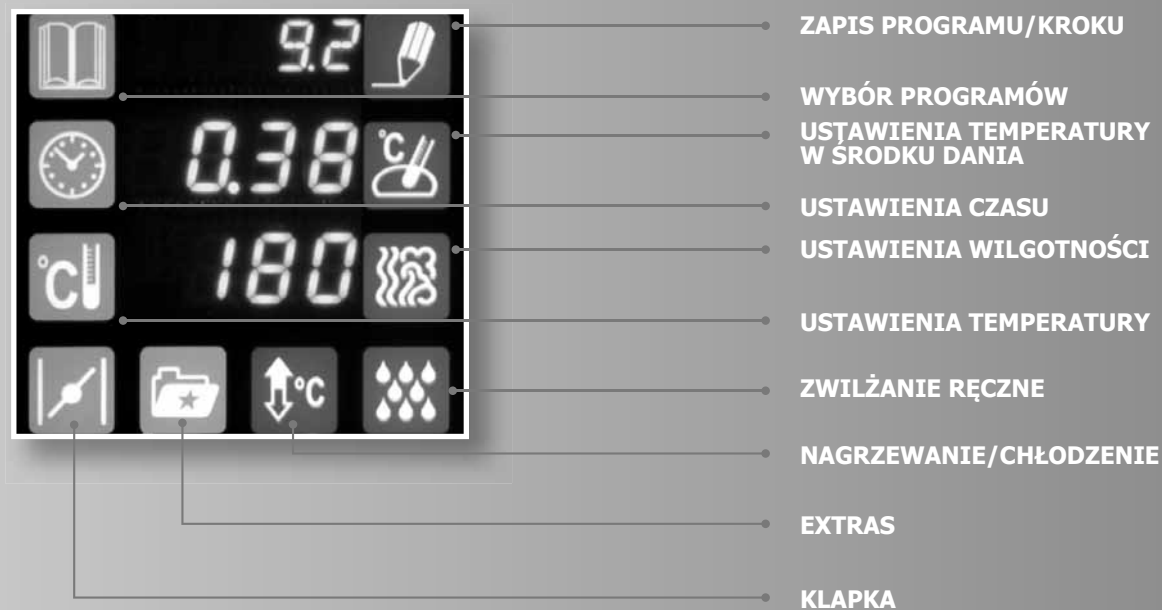 9.2
0.38
°C
°C
180
°C
ZAPIS PROGRAMU/KROKU
WYBÓR PROGRAMÓW
USTAWIENIA TEMPERATURY
W ŚRODKU DANIA
USTAWIENIA CZASU
USTAWIENIA WILGOTNOŚCI
USTAWIENIA TEMPERATURY
ZWILŻANIE RĘCZNE
NAGRZEWANIE/CHŁODZENIE
EXTRAS
KLAPKA